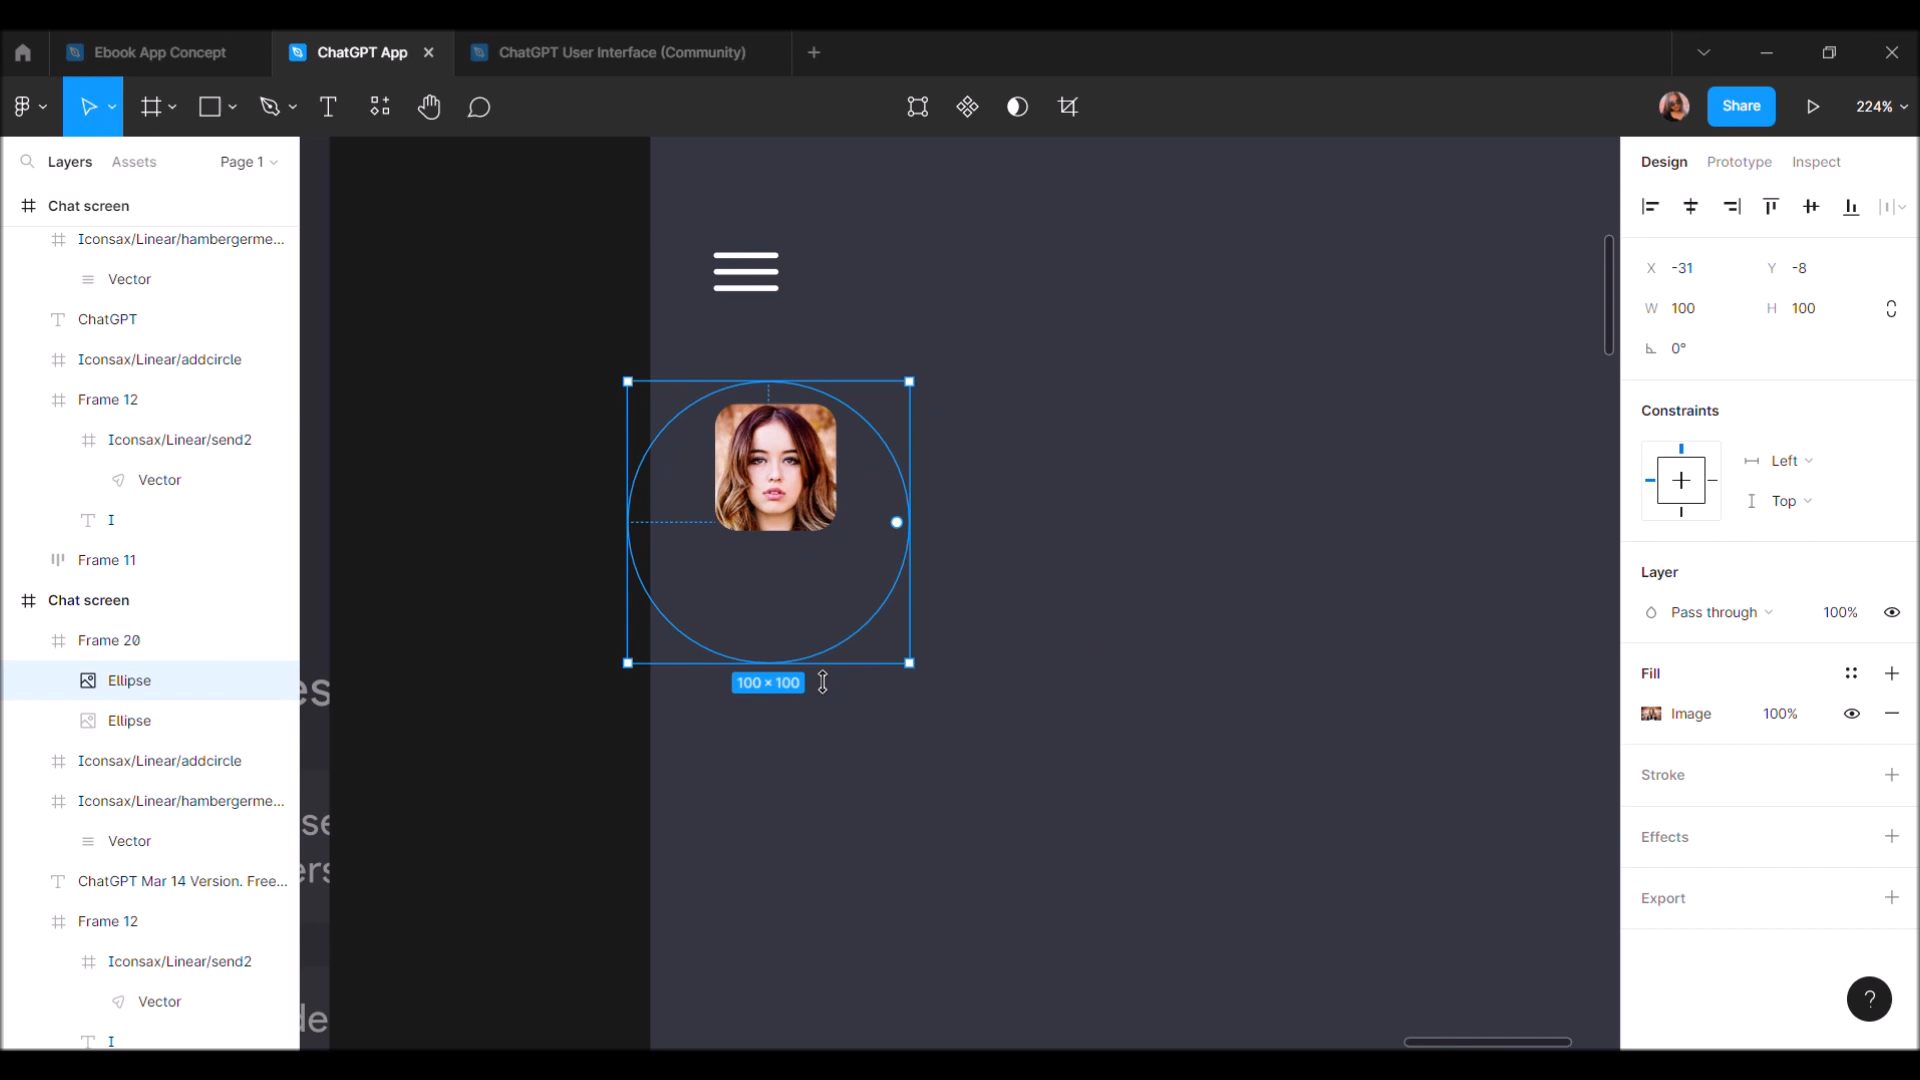 Ebook App Concept
ChatGPT App
ChatGPT User Interface (Community)
Share
224%
Layers
Assets
Page 1
Chat screen
Iconsax/Linear/hambergerme...
Vector
ChatGPT
Iconsax/Linear/addcircle
Frame 12
Iconsax/Linear/send2
Vector
I
Frame 11
Chat screen
Frame 20
Ellipse
Ellipse
Iconsax/Linear/addcircle
Iconsax/Linear/hambergerme...
Vector
ChatGPT Mar 14 Version. Free...
Frame 12
Iconsax/Linear/send2
Vector
I
es
se
ers
de
100 × 100
Design
Prototype
Inspect
X -31
Y -8
W 100
H 100
0°
Constraints
Left
Top
Layer
Pass through
100%
Fill
Image
100%
Stroke
Effects
Export
?